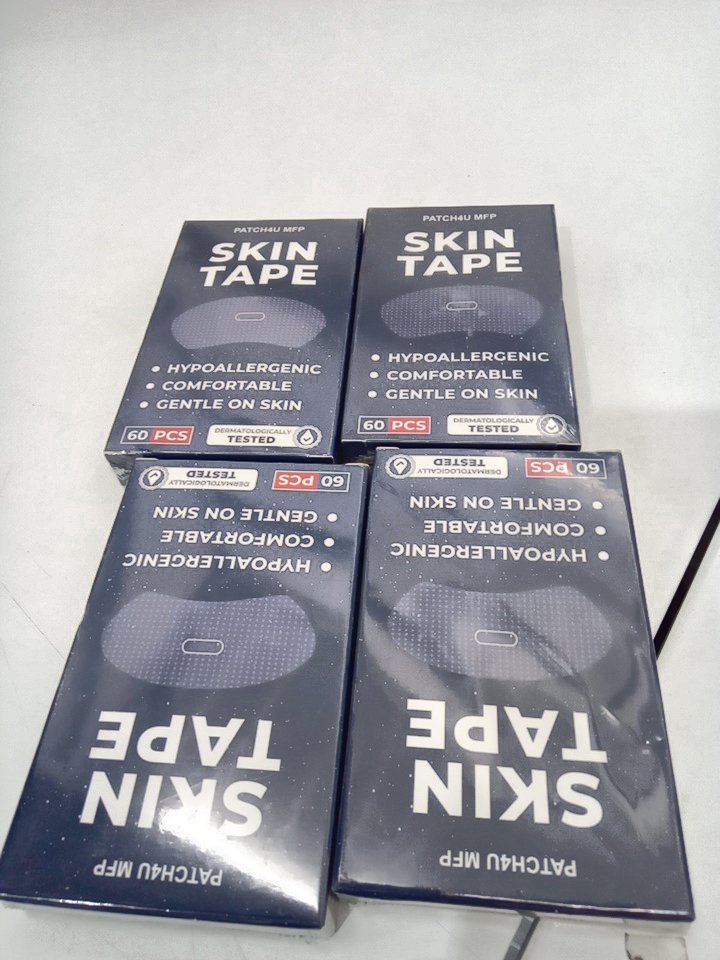 PATCH4U MFP
SKIN
TAPE
• HYPOALLERGENIC
• COMFORTABLE
• GENTLE ON SKIN
60 PCS
DERMATOLOGICALLY
TESTED
PATCH4U MFP
SKIN
TAPE
• HYPOALLERGENIC
• COMFORTABLE
• GENTLE ON SKIN
60 PCS
DERMATOLOGICALLY
TESTED
PATCH4U MFP
SKIN
TAPE
• HYPOALLERGENIC
• COMFORTABLE
• GENTLE ON SKIN
60 PCS
DERMATOLOGICALLY
TESTED
PATCH4U MFP
SKIN
TAPE
• HYPOALLERGENIC
• COMFORTABLE
• GENTLE ON SKIN
60 PCS
DERMATOLOGICALLY
TESTED